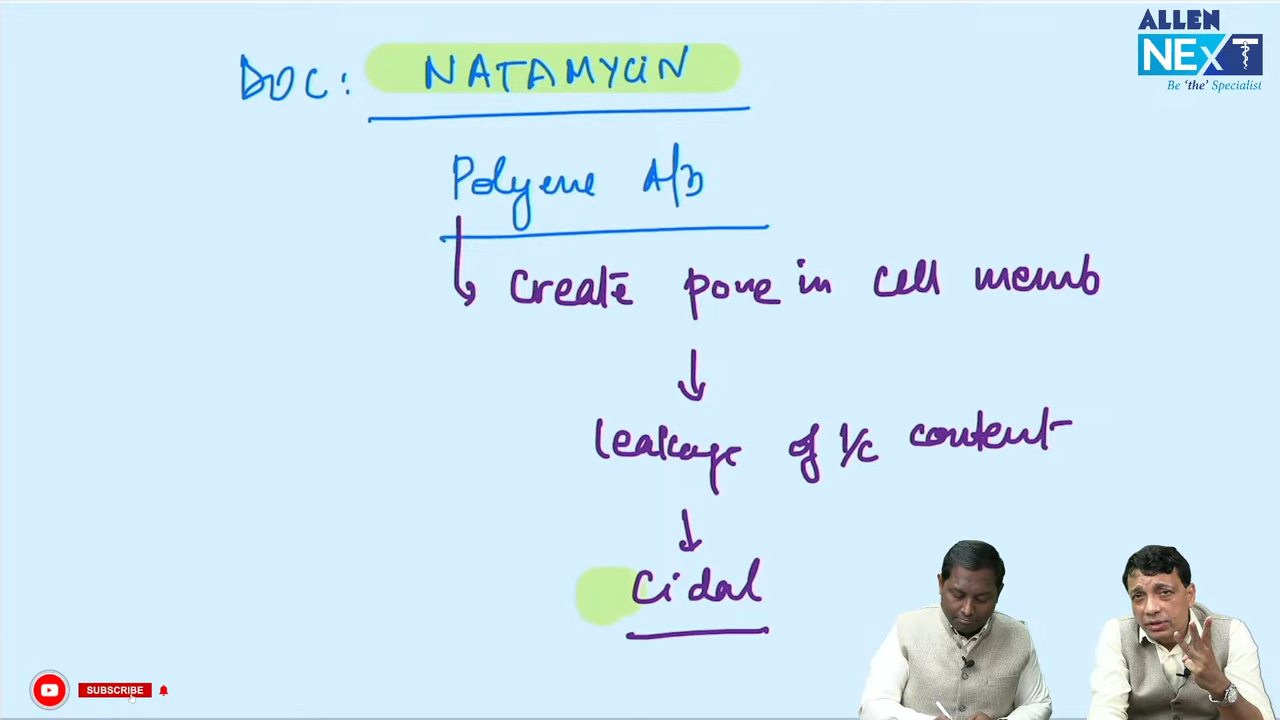 ALLEN
NEXT
Be 'the' Specialist
DOC: NATAMYCIN
Polyene A/B
Create pore in cell memb
leakage of I/C content
Cidal
SUBSCRIBE